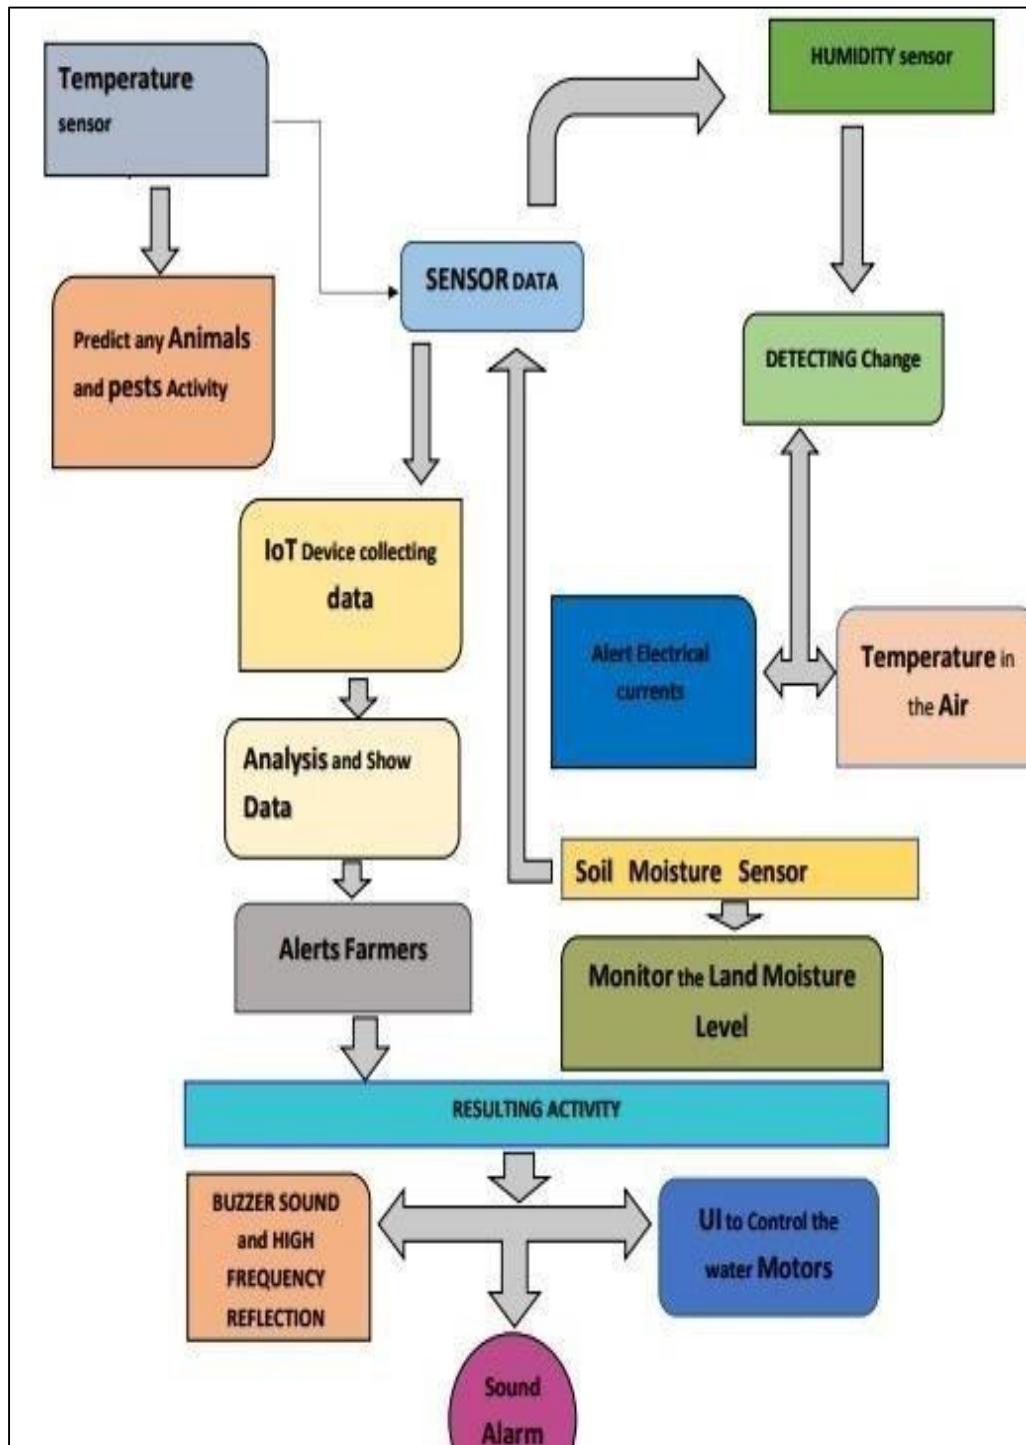 Temperature
sensor
HUMIDITY sensor
SENSOR DATA
Predict any Animals
and pests Activity
DETECTING Change
IoT Device collecting
data
Alert Electrical
currents
Temperature in
the Air
Analysis and Show
Data
Soil Moisture Sensor
Alerts Farmers
Monitor the Land Moisture
Level
RESULTING ACTIVITY
BUZZER SOUND
and HIGH
FREQUENCY
REFLECTION
UI to Control the
water Motors
Sound
Alarm